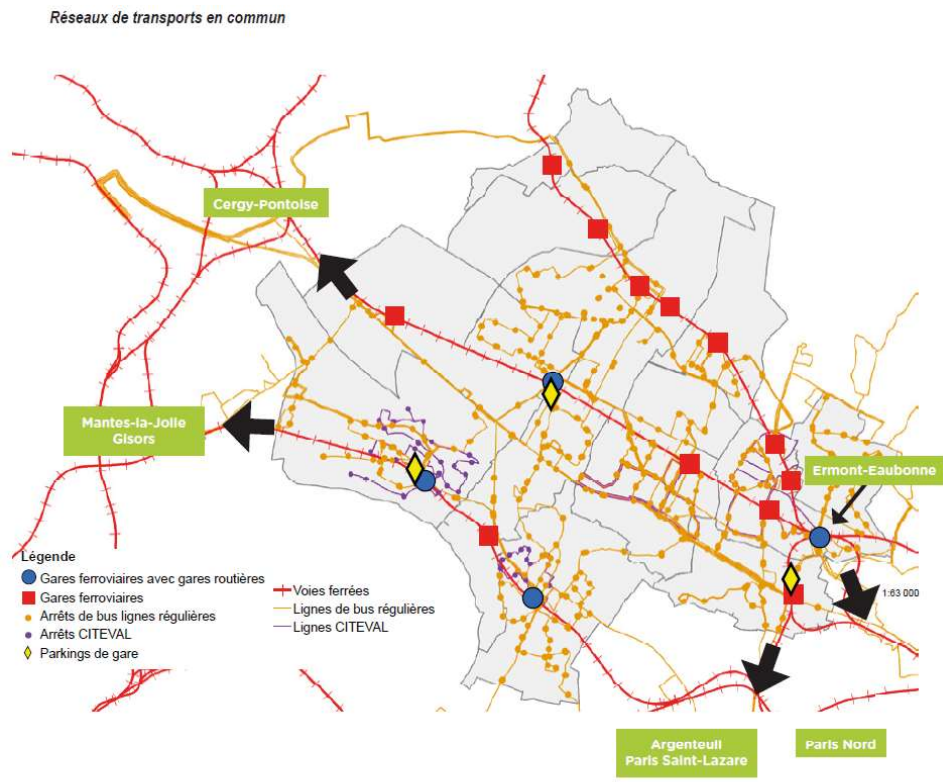 Réseaux de transports en commun
Cergy-Pontoise
Mantes-la-Jolie
Gisors
Ermont-Eaubonne
Légende
Gares ferroviaires avec gares routières
Gares ferroviaires
Arrêts de bus lignes régulières
Arrêts CITEVAL
Parkings de gare
Voies ferrées
Lignes de bus régulières
Lignes CITEVAL
1:63 000
Argenteuil
Paris Saint-Lazare
Paris Nord